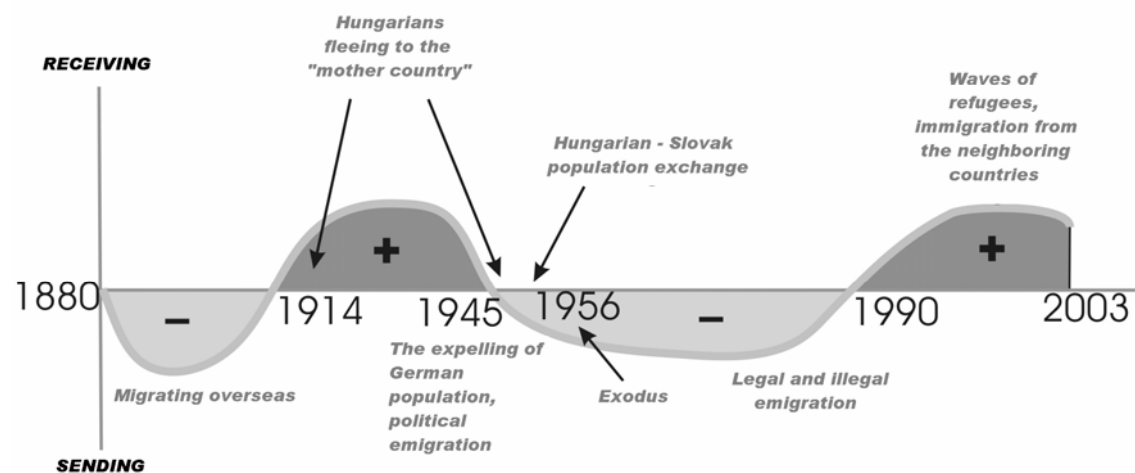 Hungarians
fleeing to the
"mother country"
RECEIVING
Waves of
refugees,
immigration from
the neighboring
countries
Hungarian - Slovak
population exchange
+
+
1880
1914
1945
1956
1990
2003
−
−
The expelling of
German
population,
political
emigration
Migrating overseas
Exodus
Legal and illegal
emigration
SENDING